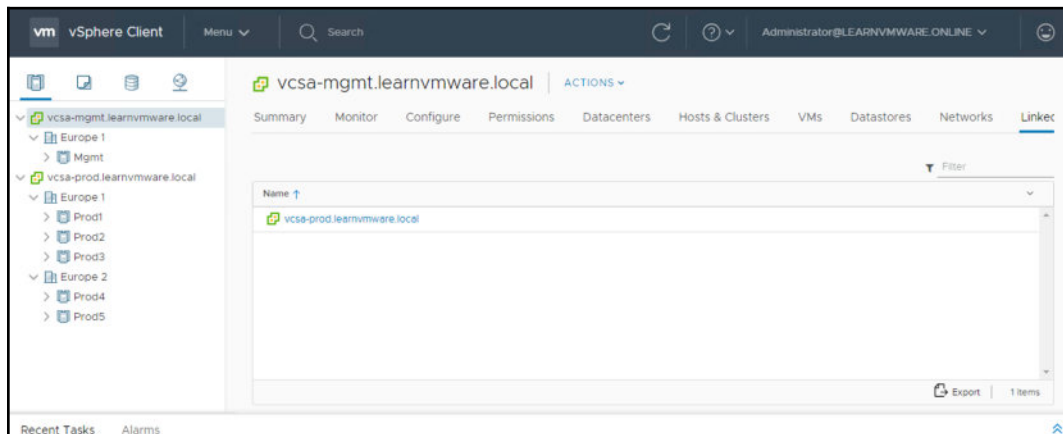 vm vSphere Client Menu Search Administrator@LEARNVMWARE.ONLINE
vcsa-mgmt.learnvmware.local
Europe 1
Mgmt
vcsa-prod.learnvmware.local
Europe 1
Prod1
Prod2
Prod3
Europe 2
Prod4
Prod5
vcsa-mgmt.learnvmware.local ACTIONS
Summary Monitor Configure Permissions Datacenters Hosts & Clusters VMs Datastores Networks Linked
Filter
Name
vcsa-prod.learnvmware.local
Export 1 items
Recent Tasks Alarms